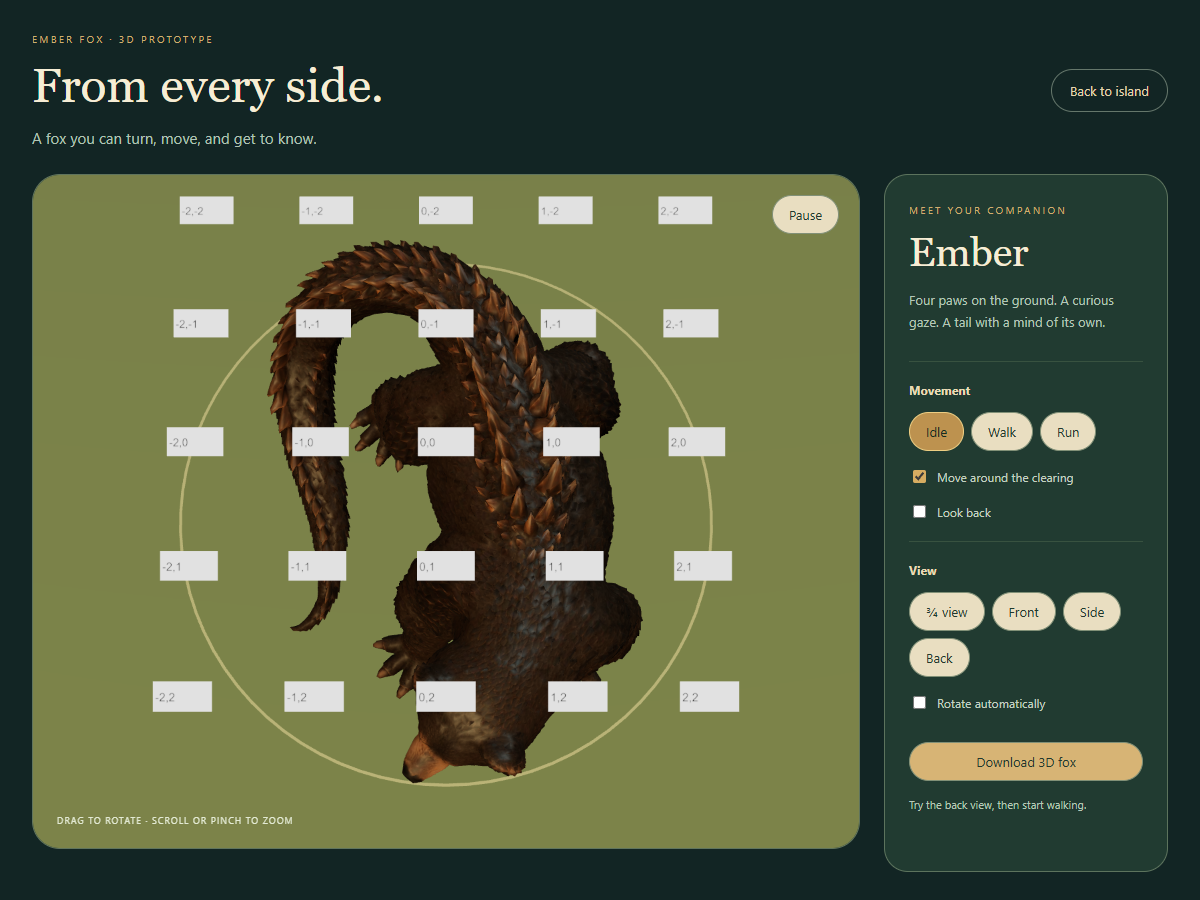 EMBER FOX · 3D PROTOTYPE
From every side.
A fox you can turn, move, and get to know.
Back to island
-2,-2
-1,-2
0,-2
1,-2
2,-2
Pause
-2,-1
-1,-1
0,-1
1,-1
2,-1
-2,0
-1,0
0,0
1,0
2,0
-2,1
-1,1
0,1
1,1
2,1
-2,2
-1,2
0,2
1,2
2,2
DRAG TO ROTATE · SCROLL OR PINCH TO ZOOM
MEET YOUR COMPANION
Ember
Four paws on the ground. A curious
gaze. A tail with a mind of its own.
Movement
Idle
Walk
Run
Move around the clearing
Look back
View
¾ view
Front
Side
Back
Rotate automatically
Download 3D fox
Try the back view, then start walking.